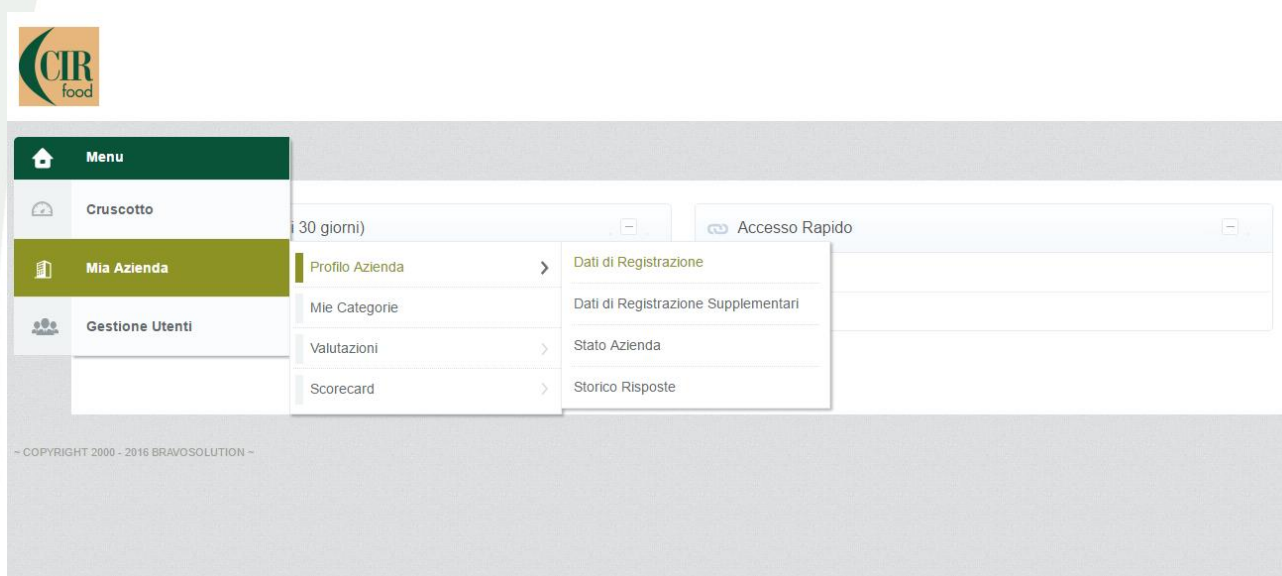 CIR
food
Menu
Cruscotto
i 30 giorni)
Accesso Rapido
Mia Azienda
Profilo Azienda
Dati di Registrazione
Mie Categorie
Dati di Registrazione Supplementari
Gestione Utenti
Valutazioni
Stato Azienda
Scorecard
Storico Risposte
~ COPYRIGHT 2000 - 2016 BRAVOSOLUTION ~